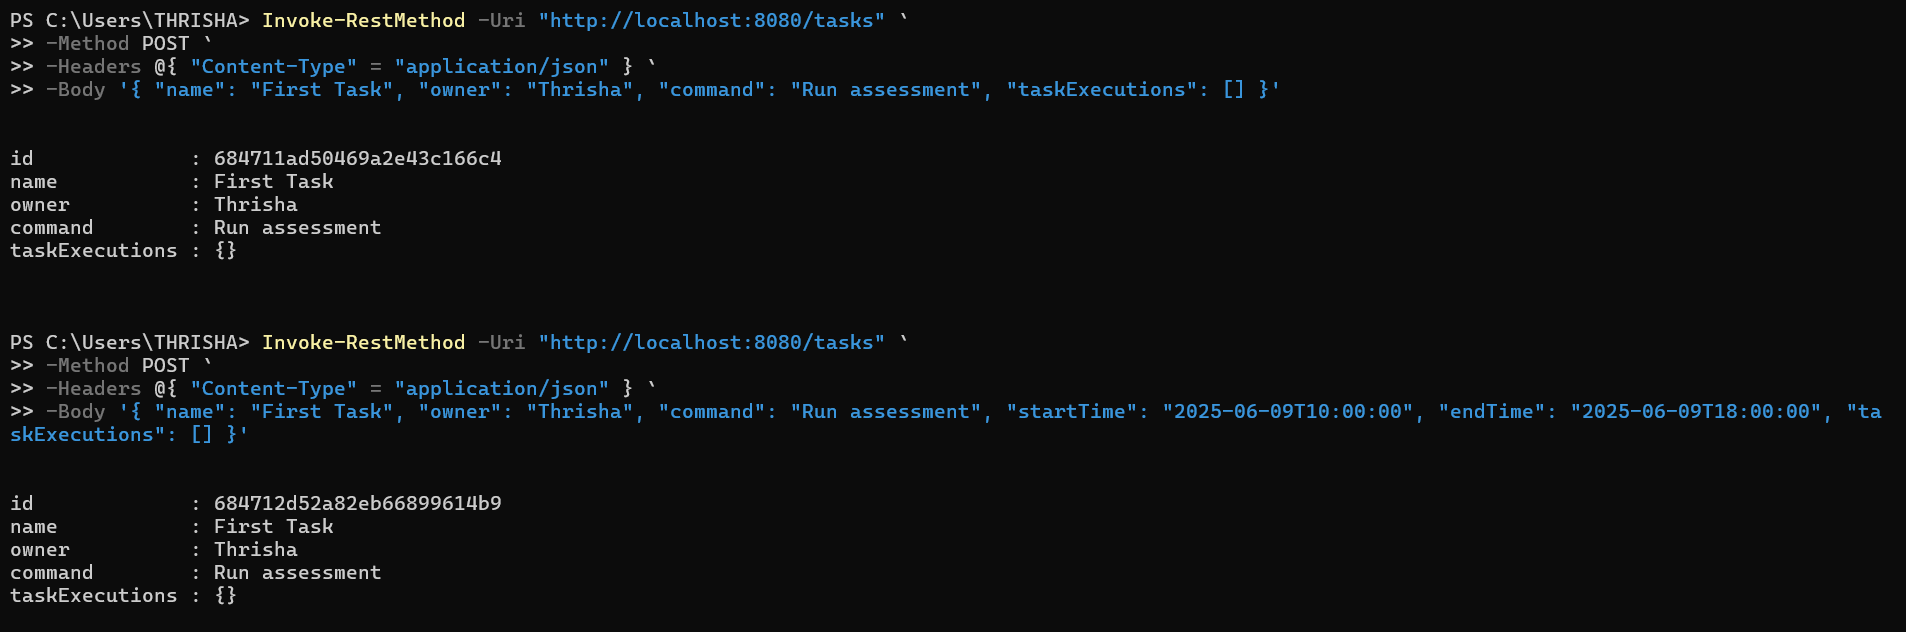 PS C:\Users\THRISHA> Invoke-RestMethod -Uri "http://localhost:8080/tasks" `
>> -Method POST `
>> -Headers @{ "Content-Type" = "application/json" } `
>> -Body '{ "name": "First Task", "owner": "Thrisha", "command": "Run assessment", "taskExecutions": [] }'
id             : 684711ad50469a2e43c166c4
name           : First Task
owner          : Thrisha
command        : Run assessment
taskExecutions : {}
PS C:\Users\THRISHA> Invoke-RestMethod -Uri "http://localhost:8080/tasks" `
>> -Method POST `
>> -Headers @{ "Content-Type" = "application/json" } `
>> -Body '{ "name": "First Task", "owner": "Thrisha", "command": "Run assessment", "startTime": "2025-06-09T10:00:00", "endTime": "2025-06-09T18:00:00", "ta
skExecutions": [] }'
id             : 684712d52a82eb66899614b9
name           : First Task
owner          : Thrisha
command        : Run assessment
taskExecutions : {}